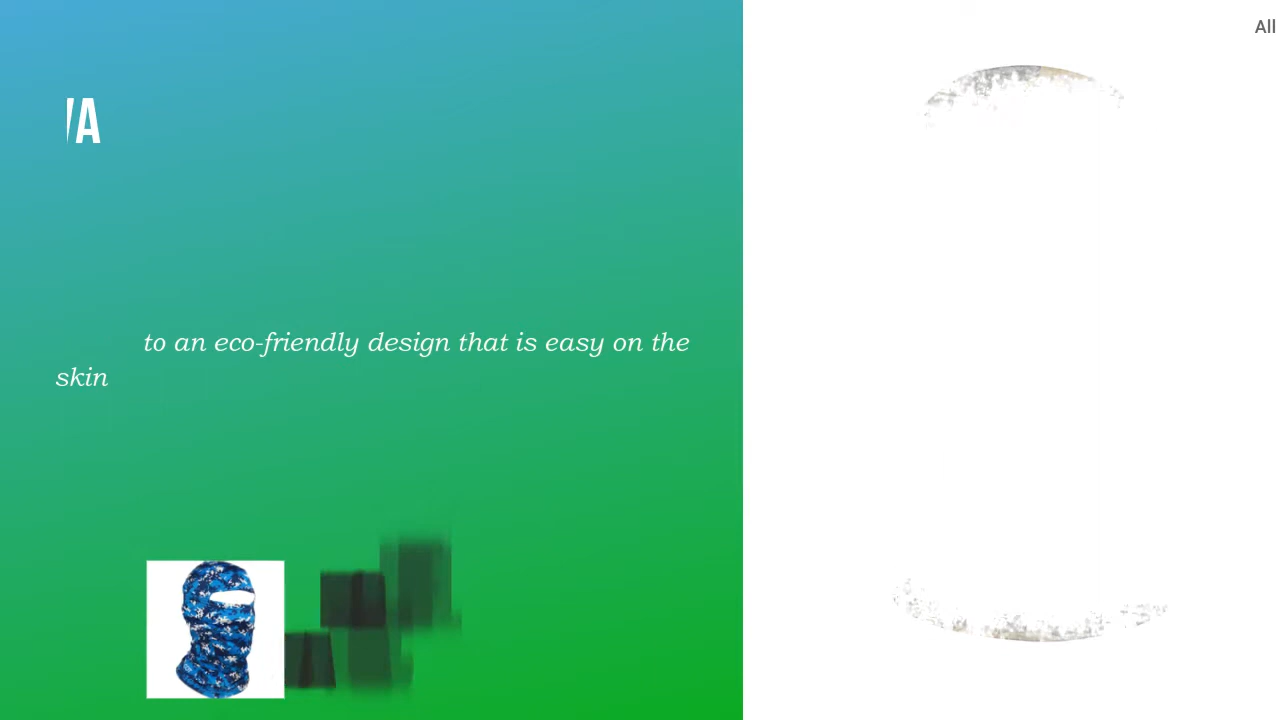 All
to an eco-friendly design that is easy on the
skin